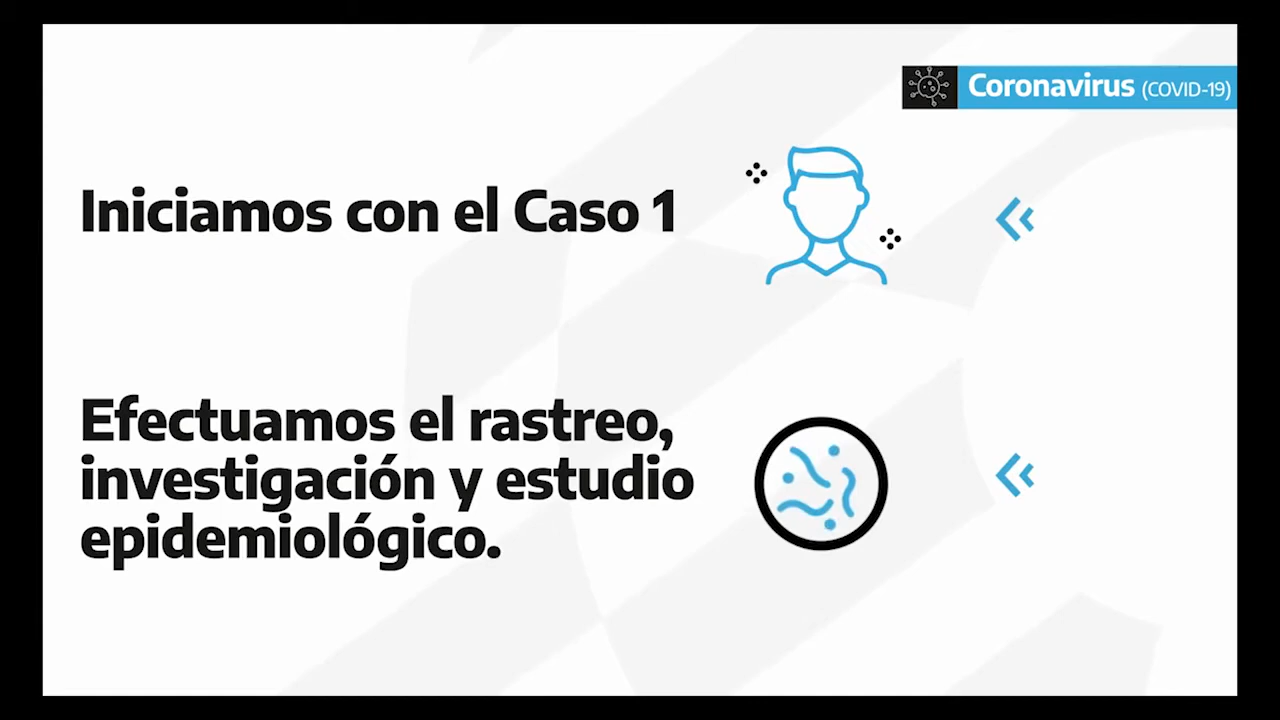 Coronavirus (COVID-19)
Iniciamos con el Caso 1
Efectuamos el rastreo,
investigación y estudio
epidemiológico.